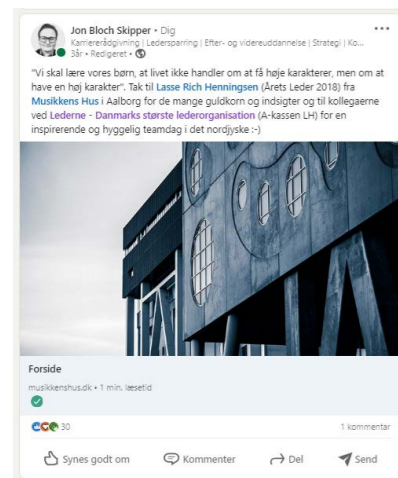 Jon Bloch Skipper • Dig
Karriererådgivning | Ledersparring | Efter- og videreuddannelse | Strategi | Ko...
3år • Redigeret •
"Vi skal lære vores børn, at livet ikke handler om at få høje karakterer, men om at
have en høj karakter". Tak til Lasse Rich Henningsen (Årets Leder 2018) fra
Musikkens Hus i Aalborg for de mange guldkorn og indsigter og til kollegaerne
ved Lederne - Danmarks største lederorganisation (A-kassen LH) for en
inspirerende og hyggelig teamdag i det nordjyske :-)
Forside
musikkenshus.dk • 1 min. læsetid
30
1 kommentar
Synes godt om
Kommenter
Del
Send